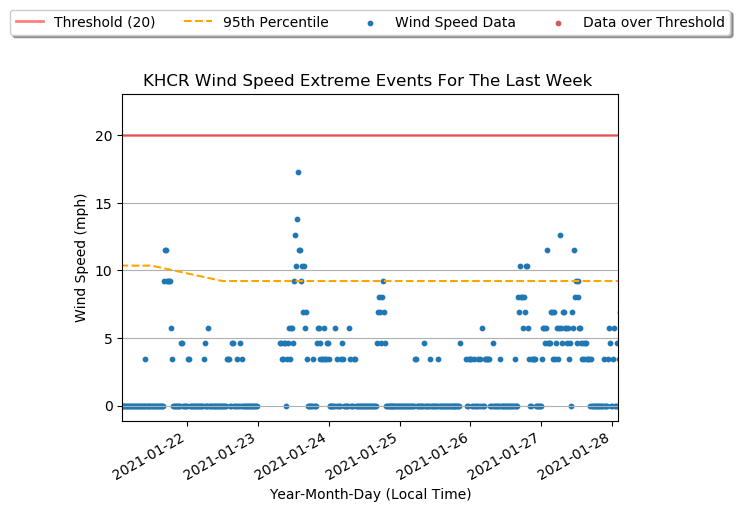 Threshold (20) 95th Percentile Wind Speed Data Data over Threshold
KHCR Wind Speed Extreme Events For The Last Week
20
15
10
5
0
Wind Speed (mph)
2021-01-22 2021-01-23 2021-01-24 2021-01-25 2021-01-26 2021-01-27 2021-01-28
Year-Month-Day (Local Time)